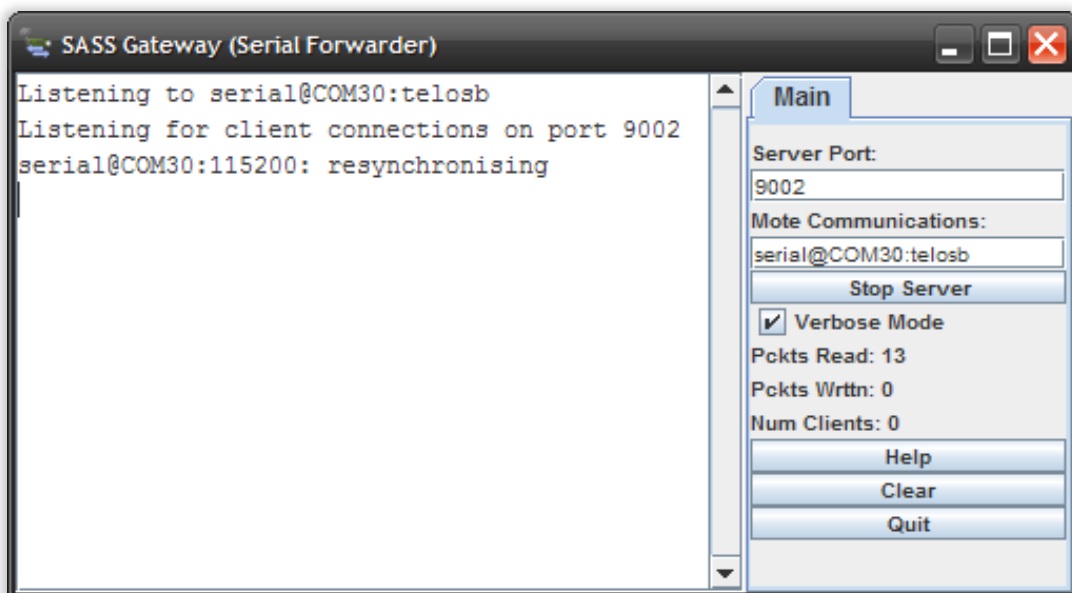 SASS Gateway (Serial Forwarder)
Listening to serial@COM30:telosb
Listening for client connections on port 9002
serial@COM30:115200: resynchronising
Main
Server Port:
9002
Mote Communications:
serial@COM30:telosb
Stop Server
Verbose Mode
Pckts Read: 13
Pckts Wrttn: 0
Num Clients: 0
Help
Clear
Quit